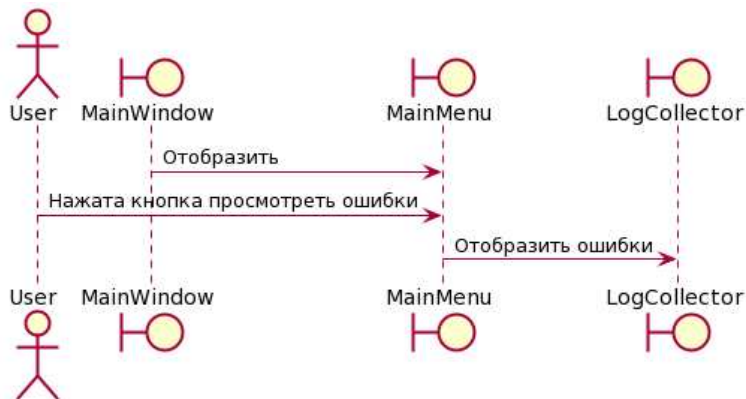 User MainWindow MainMenu LogCollector
Отобразить
Нажата кнопка просмотреть ошибки
Отобразить ошибки
User MainWindow MainMenu LogCollector